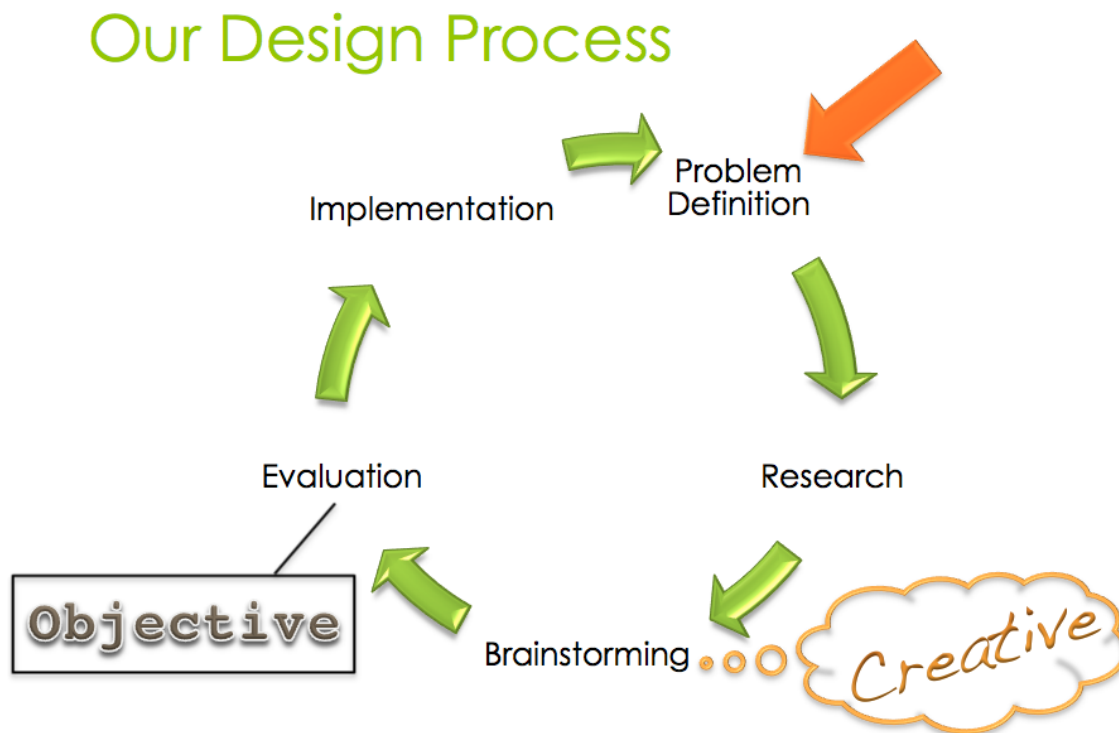 Our Design Process
Problem
Definition
Implementation
Research
Evaluation
Objective
Brainstorming
Creative